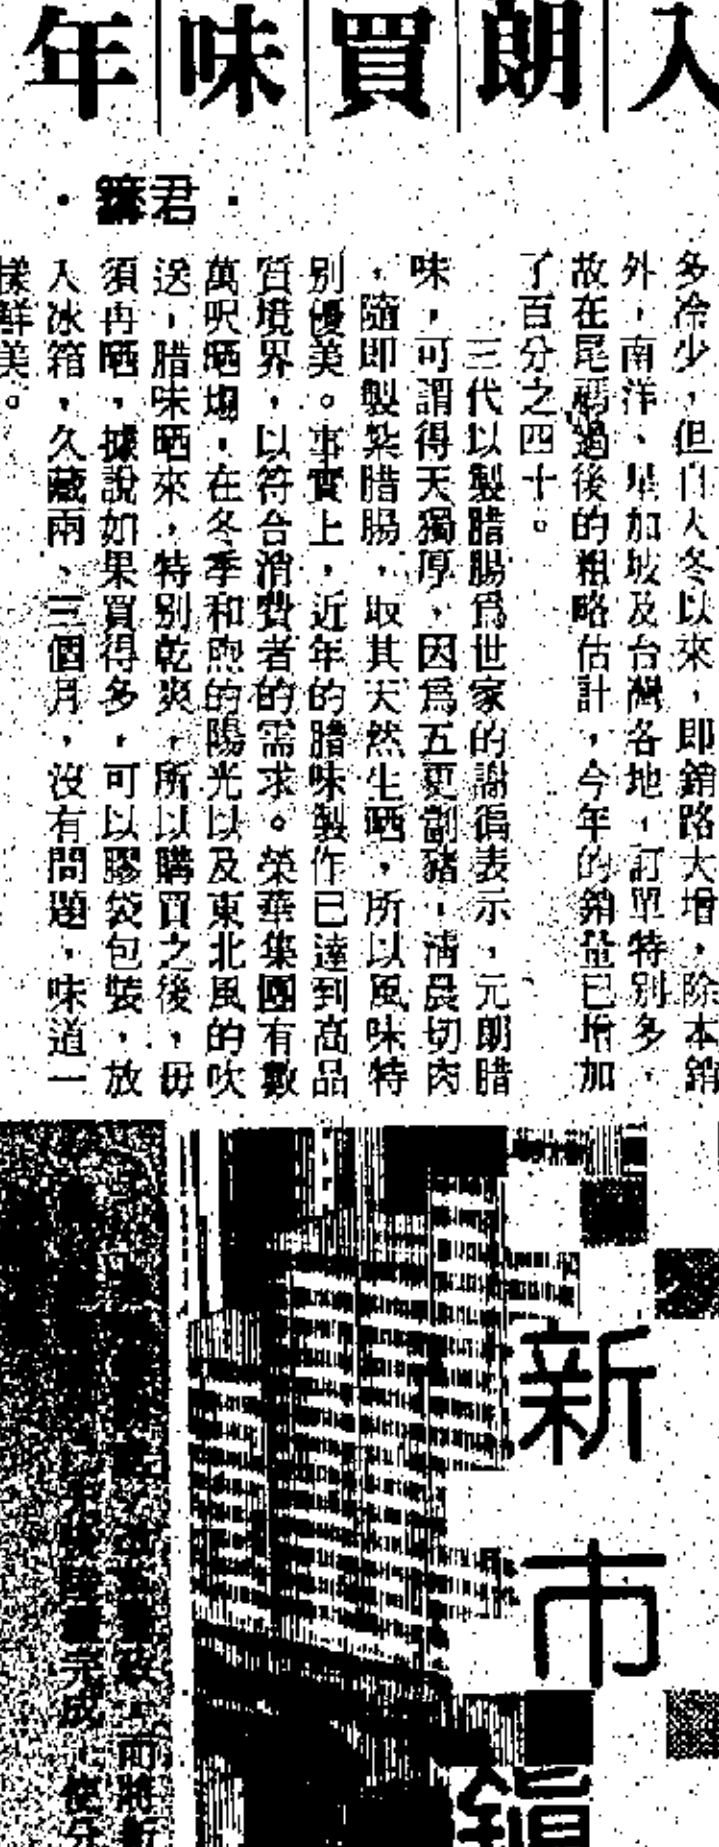 入朗買味年
·君·
多冷少，但自入冬以來，即銷路大增，除本銷
外，南洋、星加坡及台灣各地，訂單特別多，
故在尾禡過後的粗略估計，今年的銷量已增加
了百分之四十。
三代以製腊腸爲世家的謝循表示，元朗腊
味，可謂得天獨厚，因爲五更劏豬，清晨切肉
，隨即製柴腊腸，取其天然生晒，所以風味特
別優美。事實上，近年的腊味製作已達到高品
質境界，以符合消費者的需求。榮華集團有數
萬呎晒塲，在冬季和煦的陽光以及東北風的吹
送，腊味晒來，特別乾爽，所以購買之後，毋
須再晒，據說如果買得多，可以膠袋包裝，放
入冰箱，久藏兩、三個月，沒有問題，味道一
樣鮮美。
新市
完成